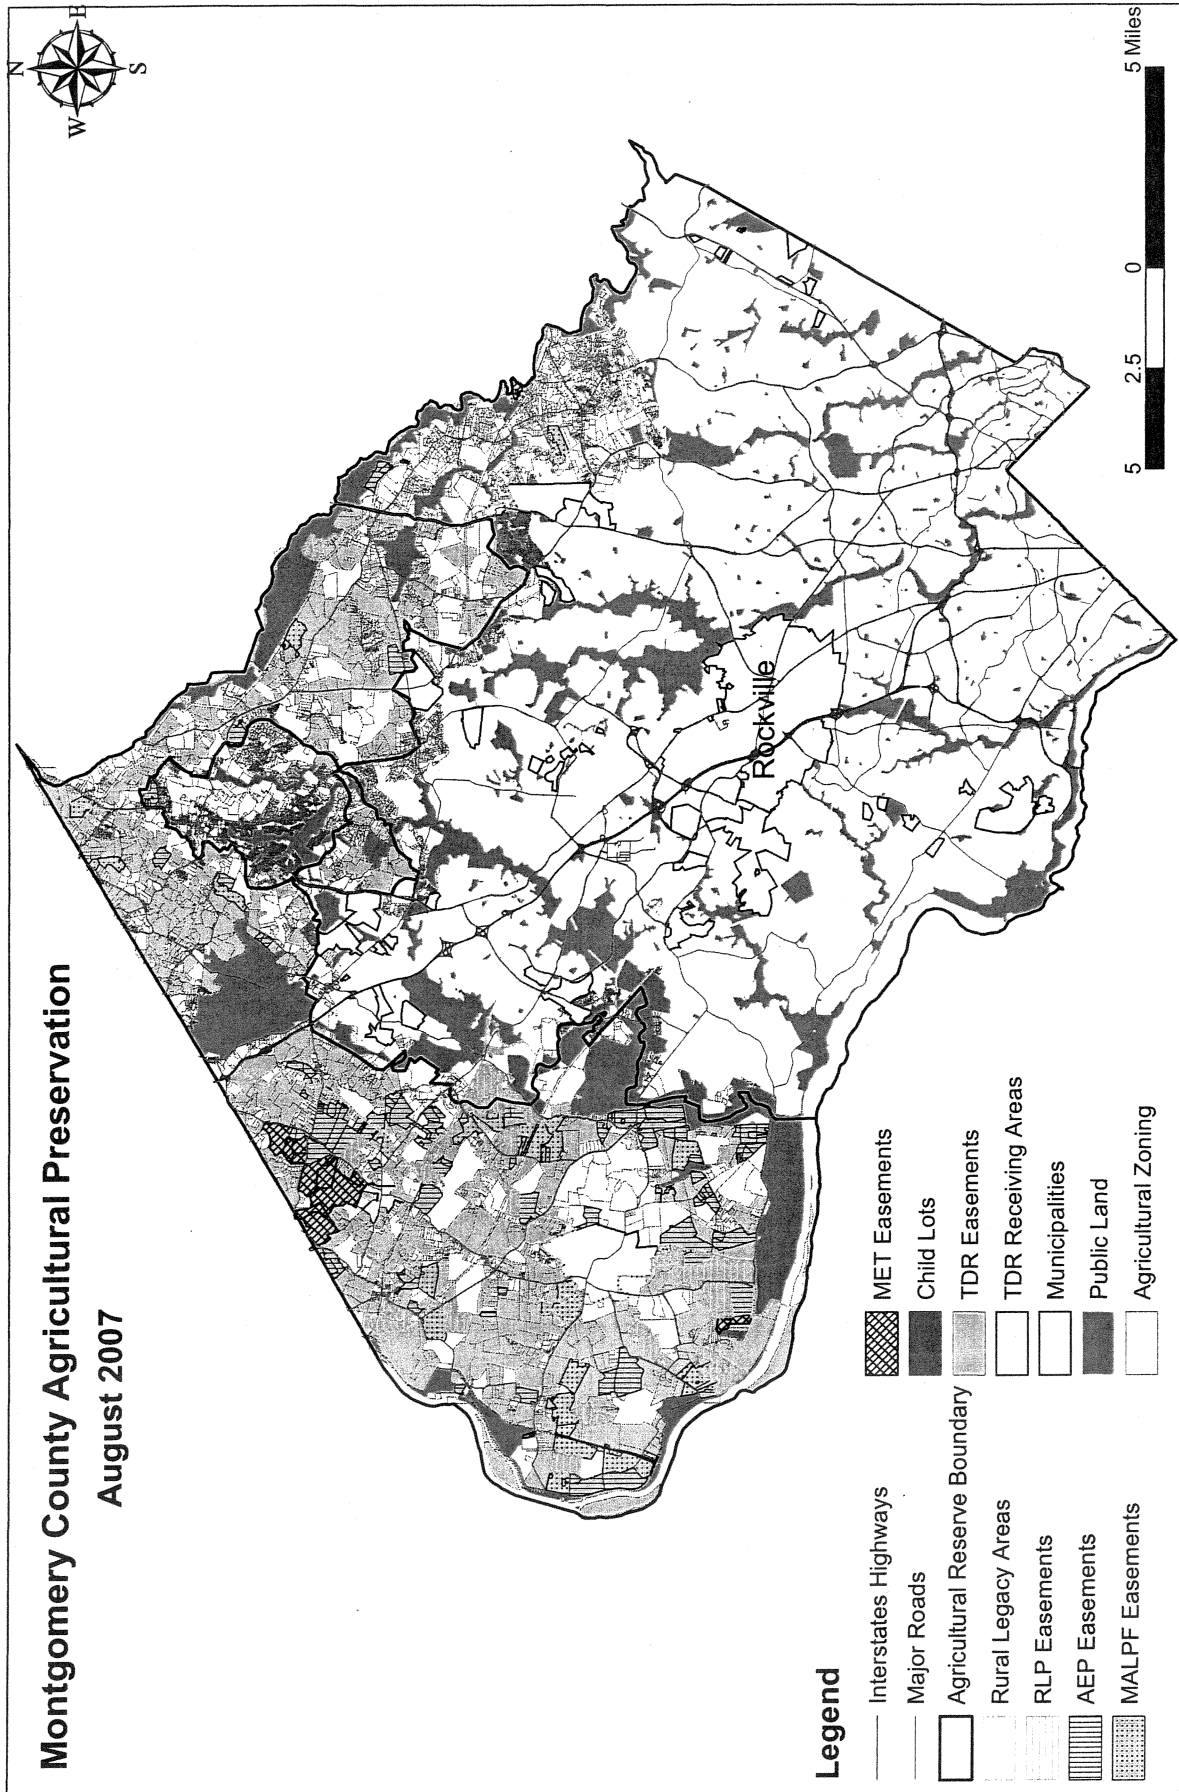 Montgomery County Agricultural Preservation
August 2007
N
W
E
S
Rockville
Legend
Interstates Highways
Major Roads
Agricultural Reserve Boundary
Rural Legacy Areas
RLP Easements
AEP Easements
MALPF Easements
MET Easements
Child Lots
TDR Easements
TDR Receiving Areas
Municipalities
Public Land
Agricultural Zoning
5 2.5 0 5 Miles